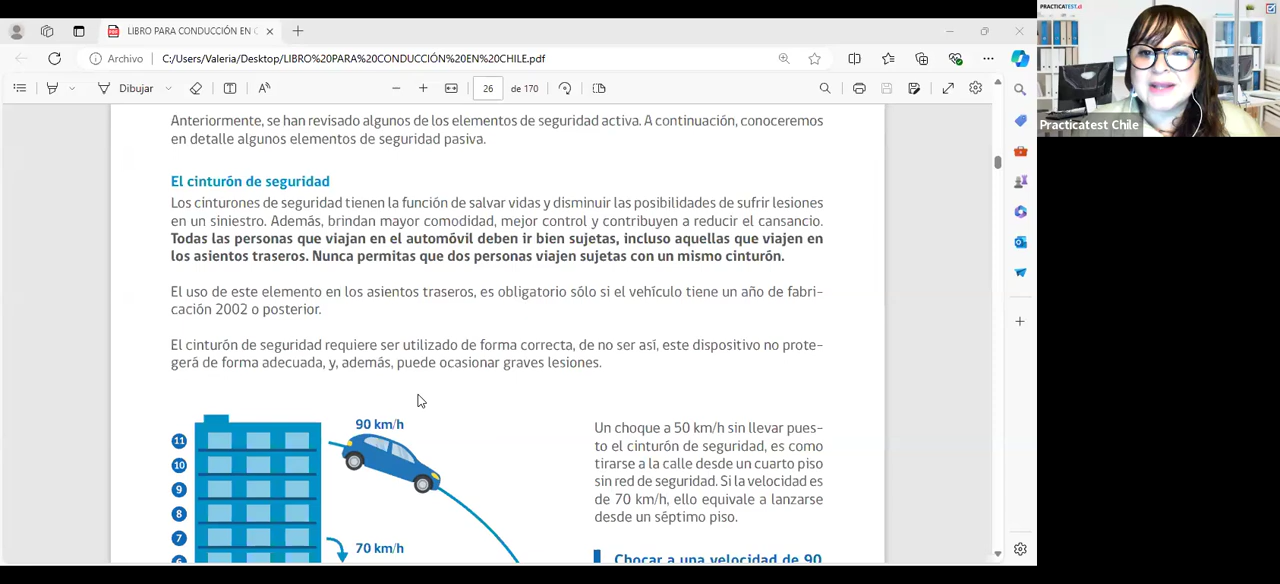 LIBRO PARA CONDUCCIÓN EN C
PRACTICATEST.cl
Archivo C:/Users/Valeria/Desktop/LIBRO%20PARA%20CONDUCCIÓN%20EN%20CHILE.pdf
Dibujar
26 de 170
Practicatest Chile
Anteriormente, se han revisado algunos de los elementos de seguridad activa. A continuación, conoceremos
en detalle algunos elementos de seguridad pasiva.
El cinturón de seguridad
Los cinturones de seguridad tienen la función de salvar vidas y disminuir las posibilidades de sufrir lesiones
en un siniestro. Además, brindan mayor comodidad, mejor control y contribuyen a reducir el cansancio.
Todas las personas que viajan en el automóvil deben ir bien sujetas, incluso aquellas que viajen en
los asientos traseros. Nunca permitas que dos personas viajen sujetas con un mismo cinturón.
El uso de este elemento en los asientos traseros, es obligatorio sólo si el vehículo tiene un año de fabri-
cación 2002 o posterior.
El cinturón de seguridad requiere ser utilizado de forma correcta, de no ser así, este dispositivo no prote-
gerá de forma adecuada, y, además, puede ocasionar graves lesiones.
90 km/h
11
10
9
8
7
70 km/h
6
Un choque a 50 km/h sin llevar pues-
to el cinturón de seguridad, es como
tirarse a la calle desde un cuarto piso
sin red de seguridad. Si la velocidad es
de 70 km/h, ello equivale a lanzarse
desde un séptimo piso.
Chocar a una velocidad de 90